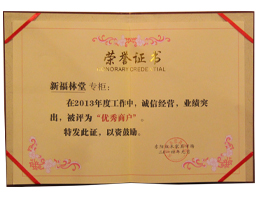 荣誉证书
HONORARY CREDENTIAL
新福林堂 专柜：
在2013年度工作中，诚信经营，业绩突
出，被评为“优秀商户”。
特发此证，以资鼓励。